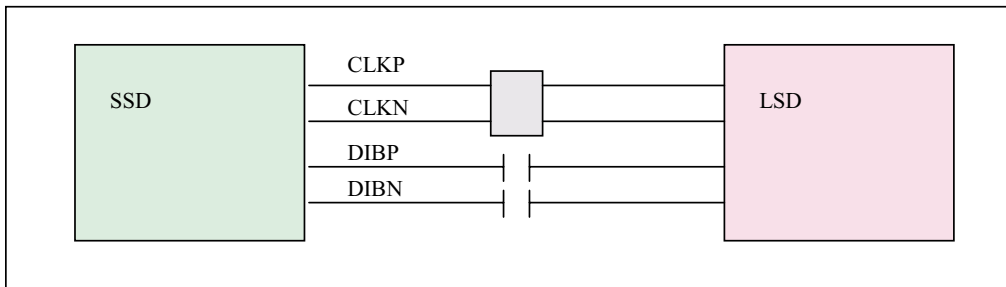 SSD
CLKP
CLKN
DIBP
DIBN
LSD